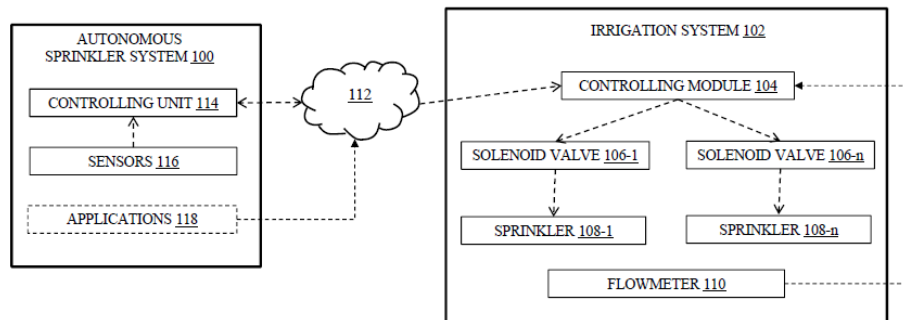 AUTONOMOUS
SPRINKLER SYSTEM 100
CONTROLLING UNIT 114
SENSORS 116
APPLICATIONS 118
112
IRRIGATION SYSTEM 102
CONTROLLING MODULE 104
SOLENOID VALVE 106-1
SOLENOID VALVE 106-n
SPRINKLER 108-1
SPRINKLER 108-n
FLOWMETER 110